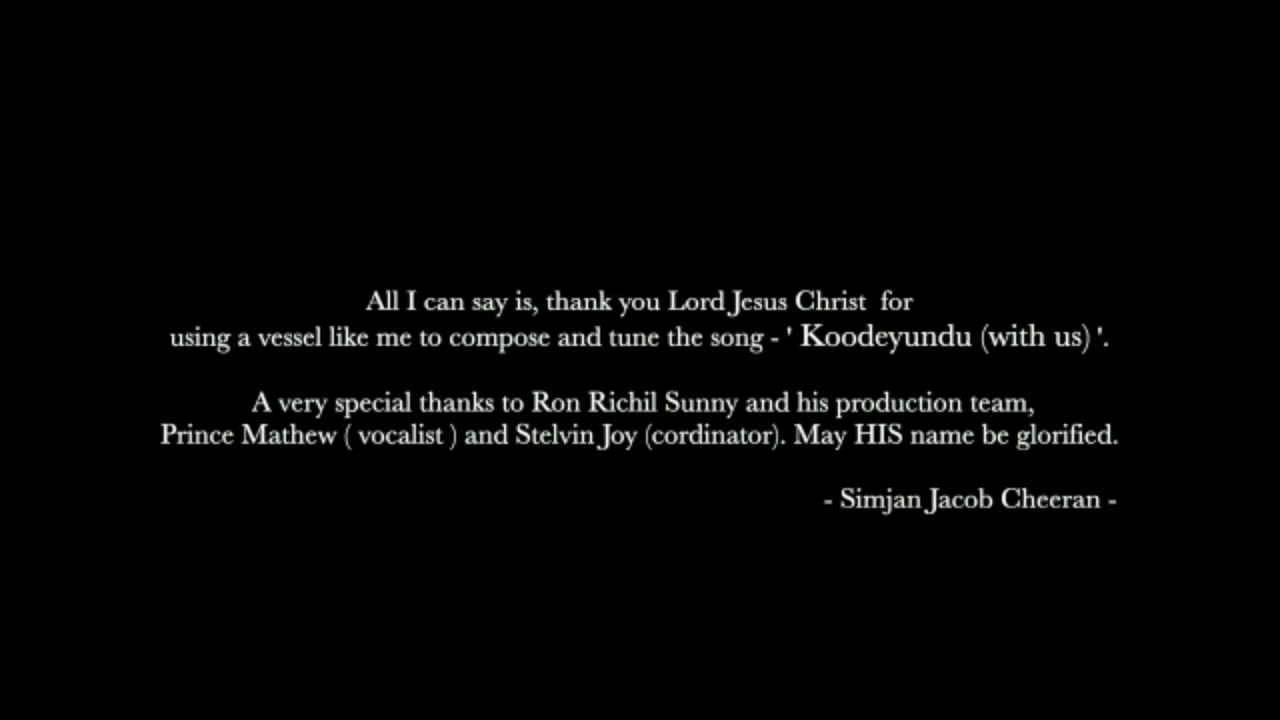 All I can say is, thank you Lord Jesus Christ  for
using a vessel like me to compose and tune the song - ' Koodeyundu (with us) '.
A very special thanks to Ron Richil Sunny and his production team,
Prince Mathew ( vocalist ) and Stelvin Joy (cordinator). May HIS name be glorified.
- Simjan Jacob Cheeran -